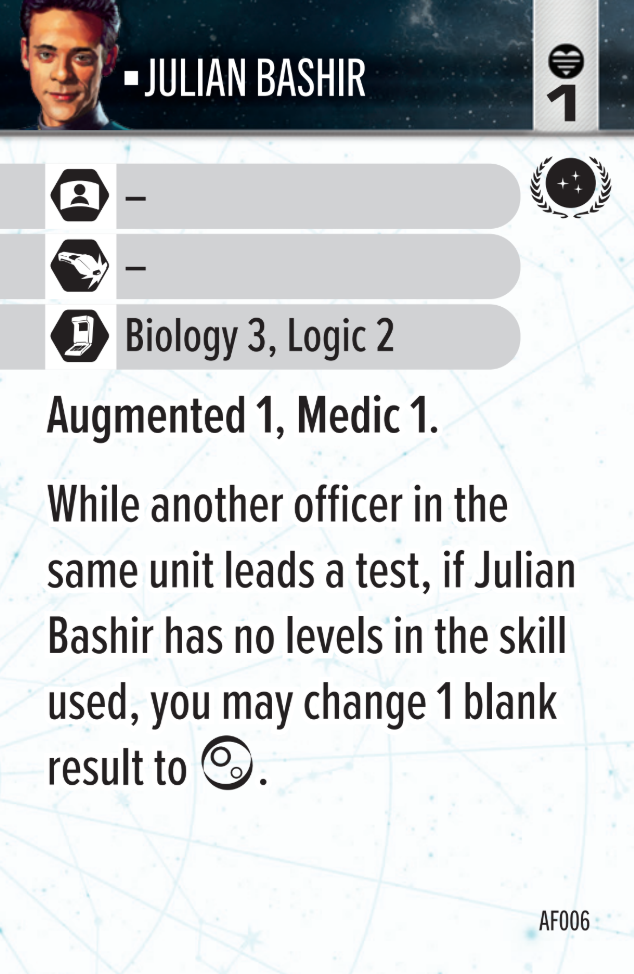 ▪ JULIAN BASHIR
1
–
–
Biology 3, Logic 2
Augmented 1, Medic 1.
While another officer in the
same unit leads a test, if Julian
Bashir has no levels in the skill
used, you may change 1 blank
result to .
AF006